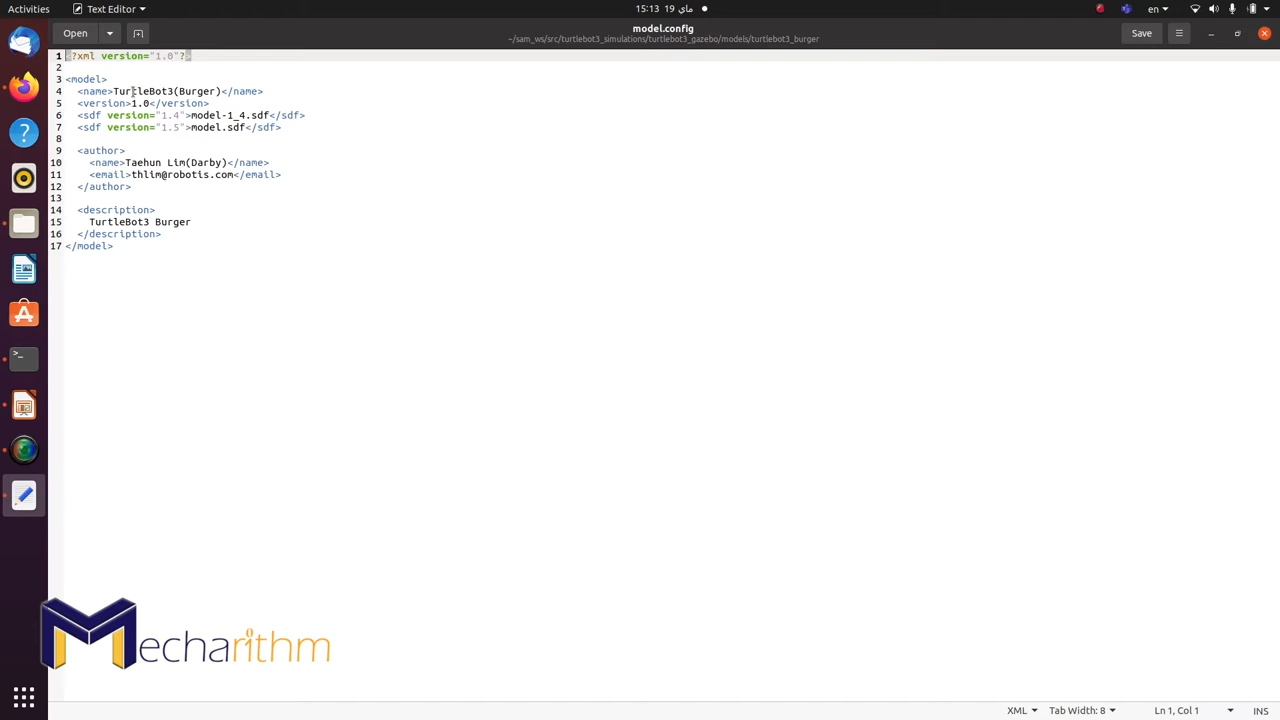 Activities
Text Editor
15:13 19 ماي
en
Open
model.config
~/sam_ws/src/turtlebot3_simulations/turtlebot3_gazebo/models/turtlebot3_burger
Save
1 <?xml version="1.0"?>
2
3 <model>
4 <name>TurtleBot3(Burger)</name>
5 <version>1.0</version>
6 <sdf version="1.4">model-1_4.sdf</sdf>
7 <sdf version="1.5">model.sdf</sdf>
8
9 <author>
10 <name>Taehun Lim(Darby)</name>
11 <email>thlim@robotis.com</email>
12 </author>
13
14 <description>
15 TurtleBot3 Burger
16 </description>
17 </model>
Mecharithm
XML
Tab Width: 8
Ln 1, Col 1
INS